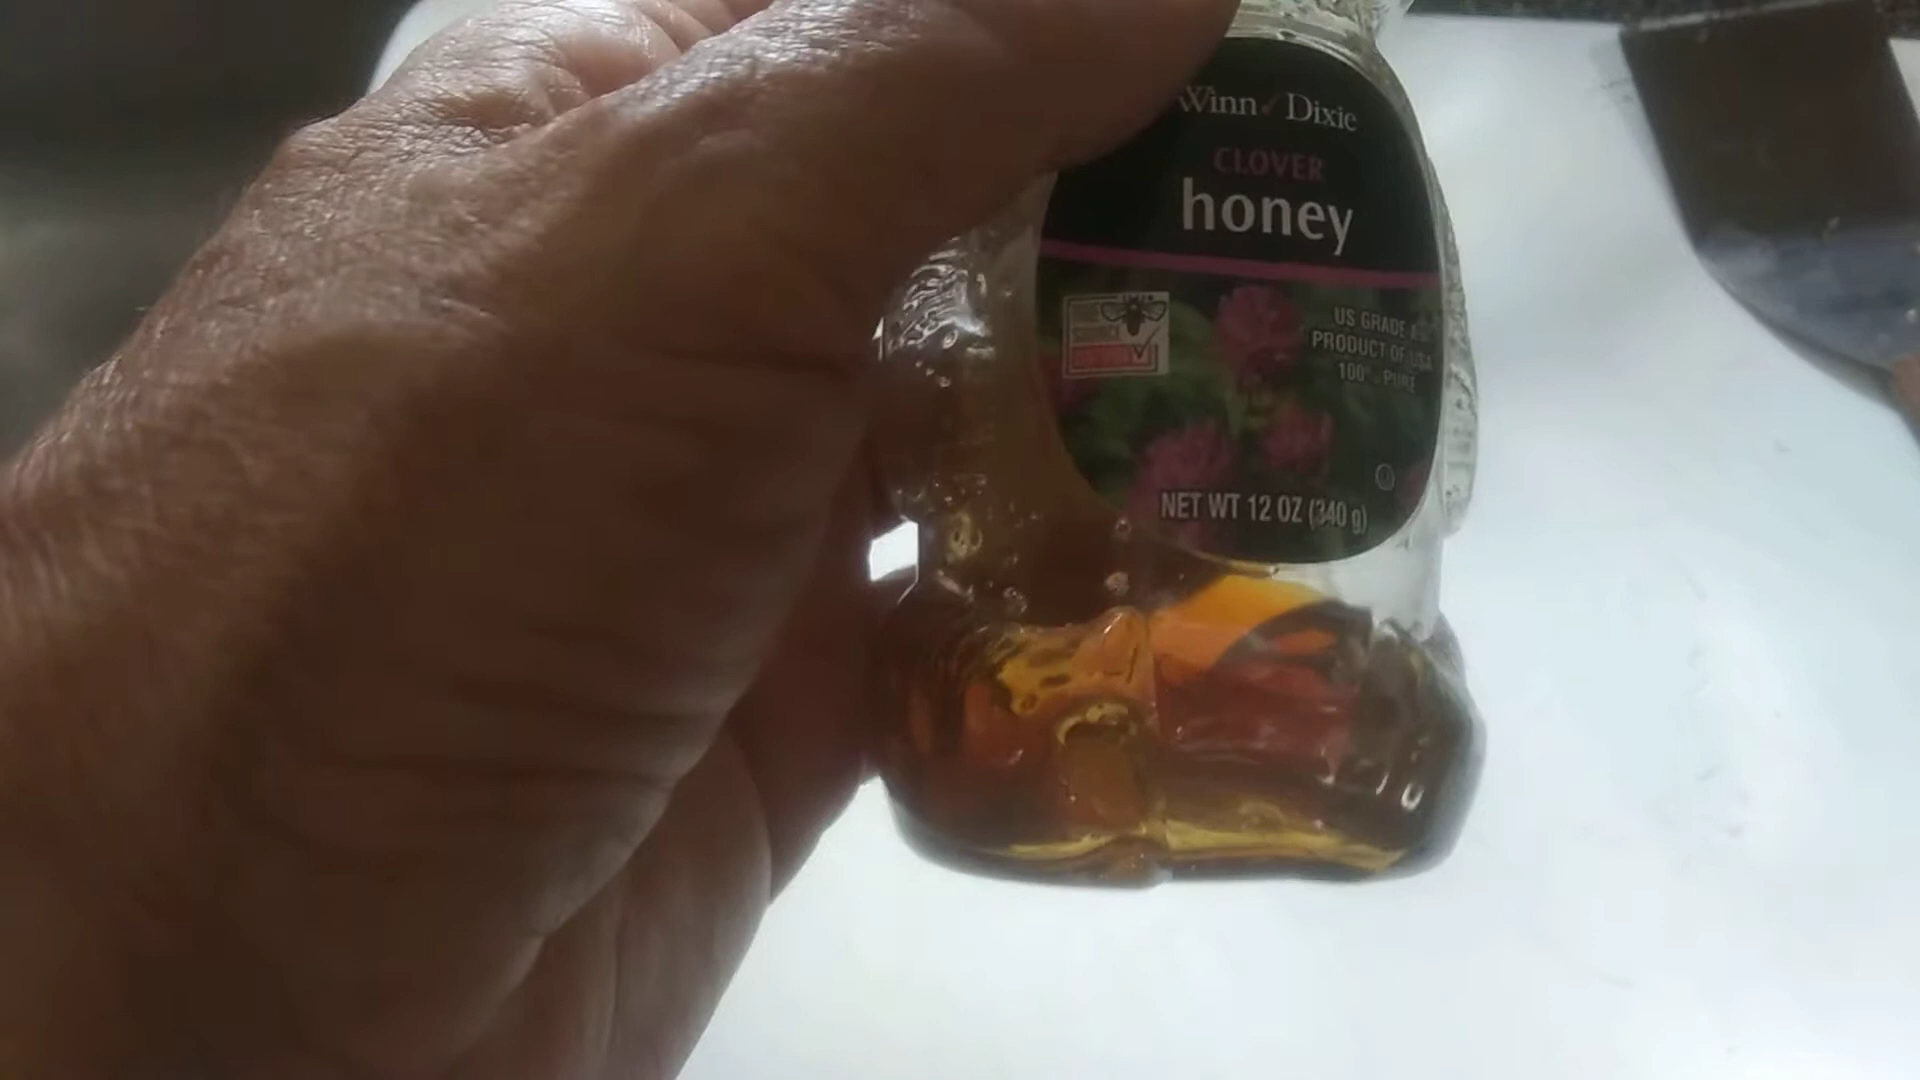 Winn Dixie
CLOVER
honey
US GRADE A
PRODUCT OF USA
100% PURE
NET WT 12 OZ (340 g)